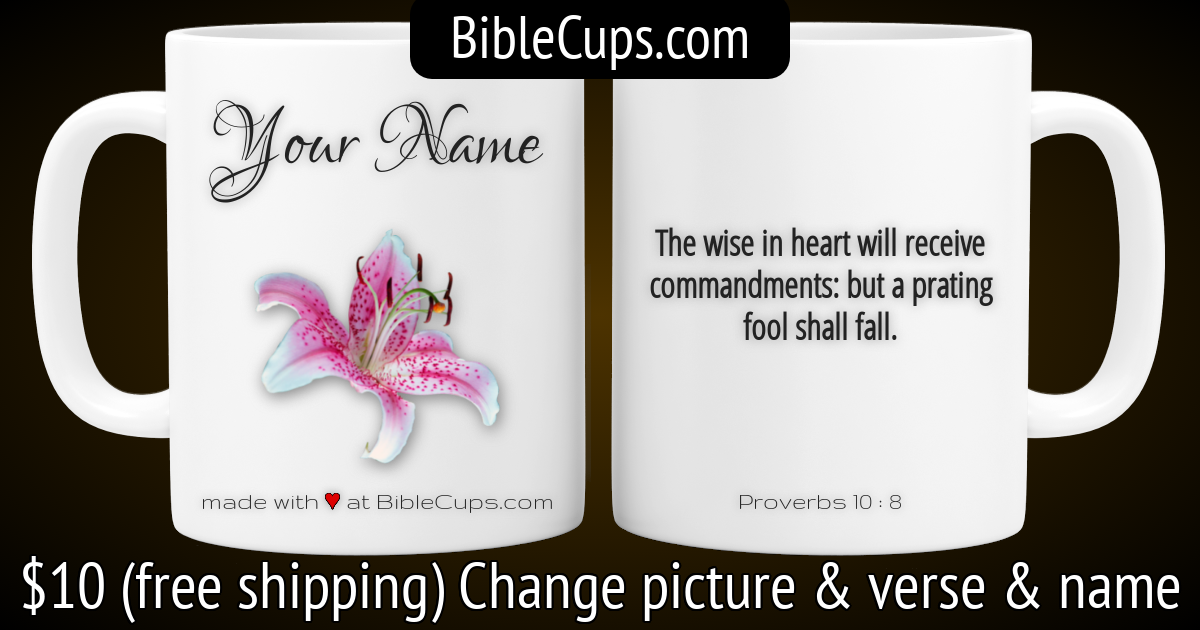 BibleCups.com
Your Name
made with ♥ at BibleCups.com
The wise in heart will receive
commandments: but a prating
fool shall fall.
Proverbs 10 : 8
$10 (free shipping) Change picture & verse & name